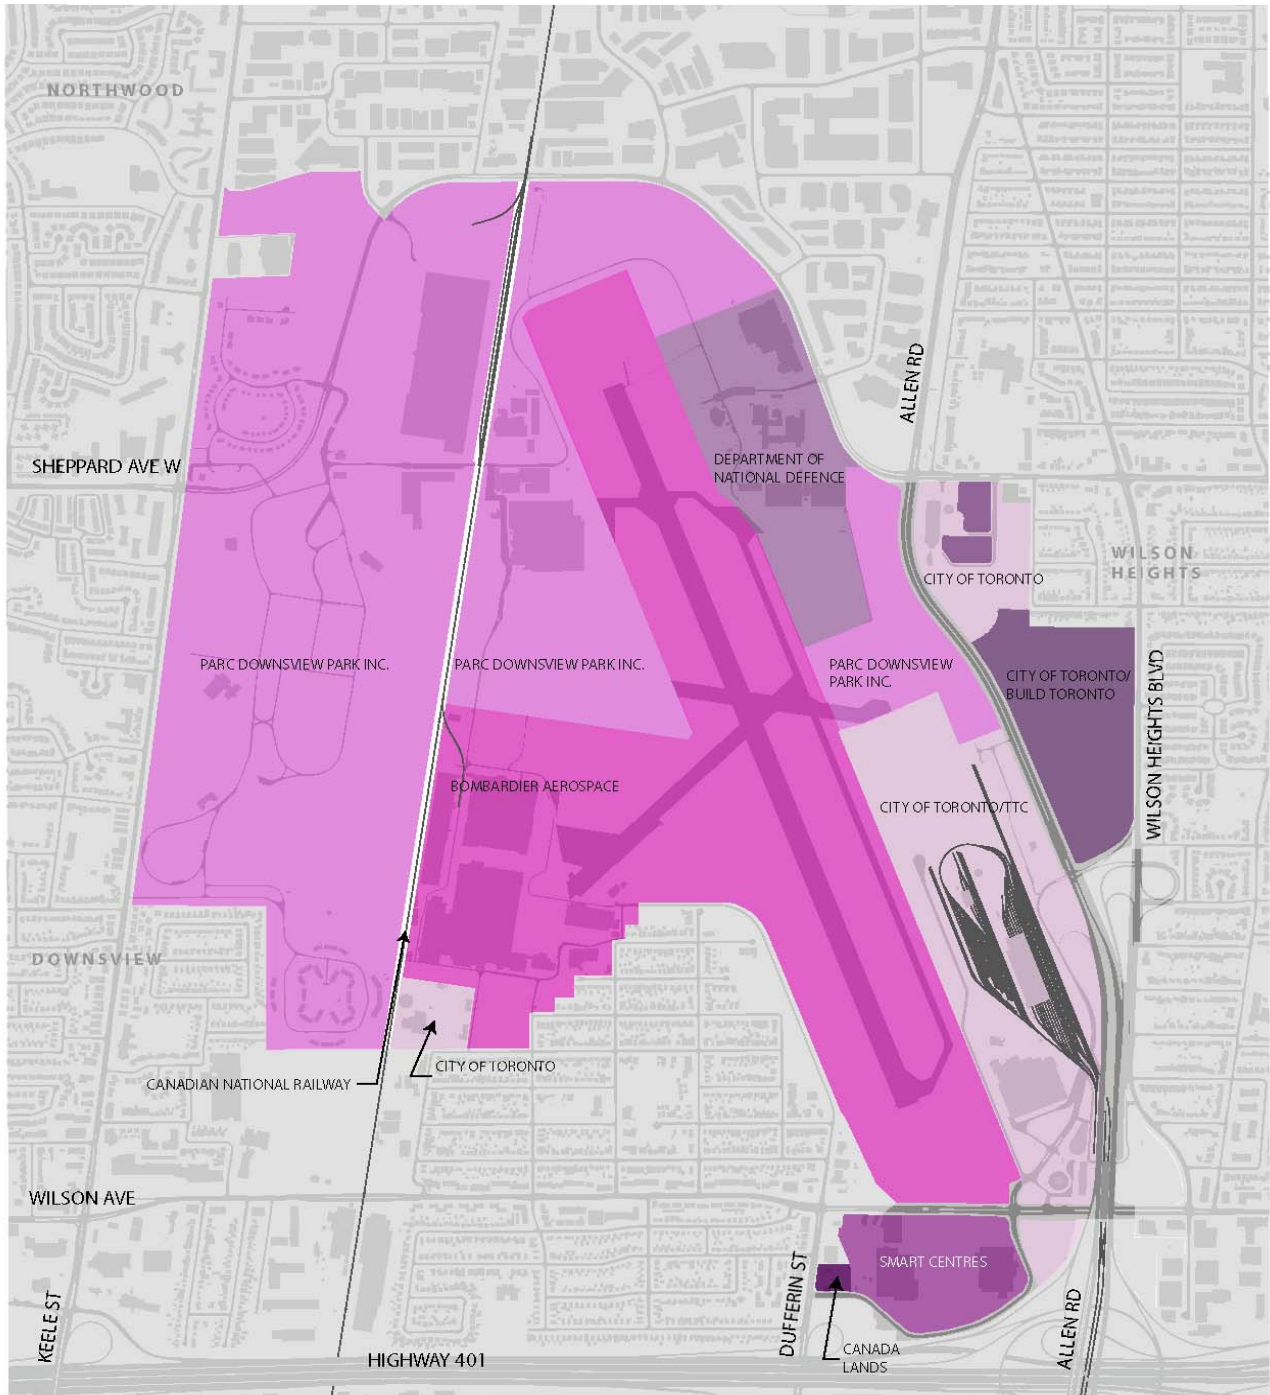 NORTHWOOD
ALLEN RD
SHEPPARD AVE W
DEPARTMENT OF
NATIONAL DEFENCE
WILSON
HEIGHTS
CITY OF TORONTO
PARC DOWNSVIEW PARK INC.
PARC DOWNSVIEW PARK INC.
PARC DOWNSVIEW
PARK INC.
CITY OF TORONTO/
BUILD TORONTO
WILSON HEIGHTS BLVD
BOMBARDIER AEROSPACE
CITY OF TORONTO/TTC
DOWNSVIEW
CITY OF TORONTO
CANADIAN NATIONAL RAILWAY
WILSON AVE
SMART CENTRES
DUFFERIN ST
KEELE ST
ALLEN RD
CANADA
LANDS
HIGHWAY 401